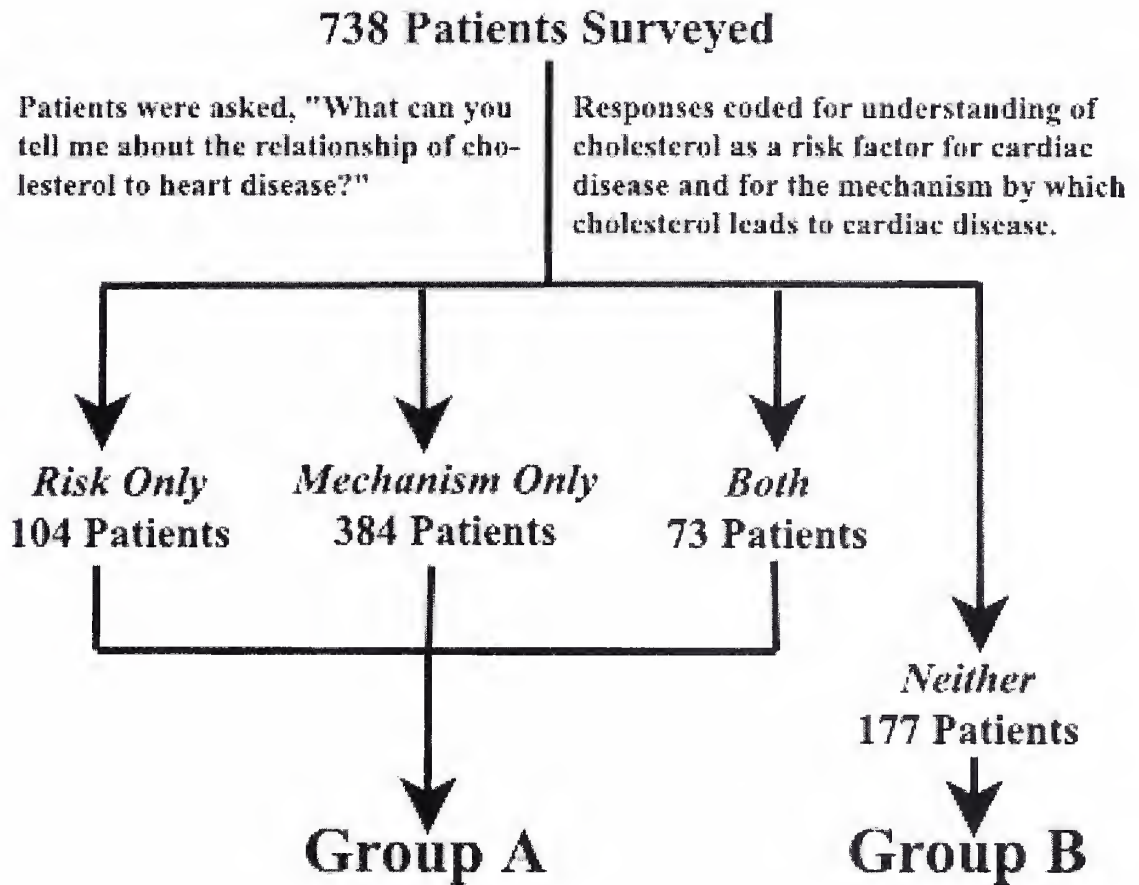 738 Patients Surveyed
Patients were asked, "What can you
tell me about the relationship of cho-
lesterol to heart disease?"
Responses coded for understanding of
cholesterol as a risk factor for cardiac
disease and for the mechanism by which
cholesterol leads to cardiac disease.
Risk Only
104 Patients
Mechanism Only
384 Patients
Both
73 Patients
Neither
177 Patients
Group A
Group B